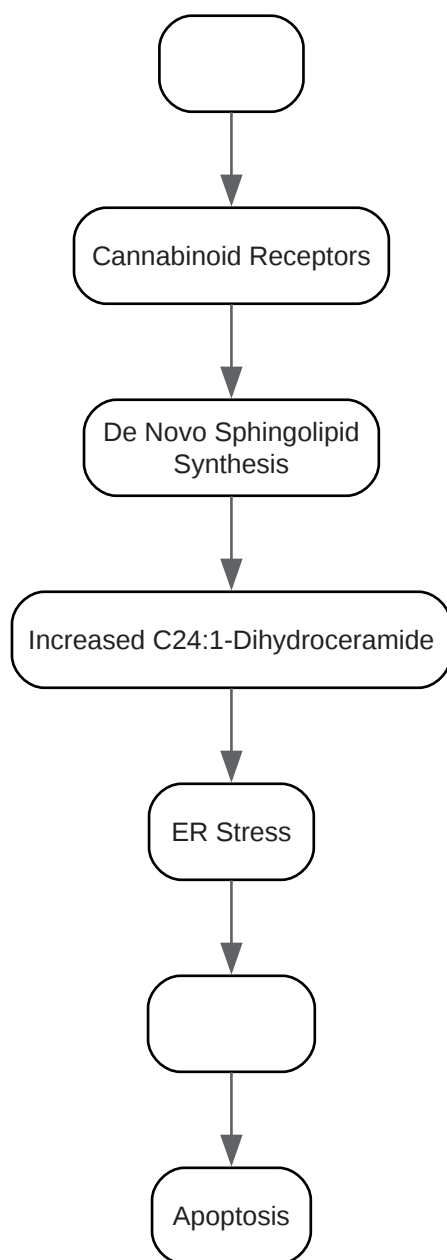 Cannabinoid Receptors
De Novo Sphingolipid
Synthesis
Increased C24:1-Dihydroceramide
ER Stress
Apoptosis